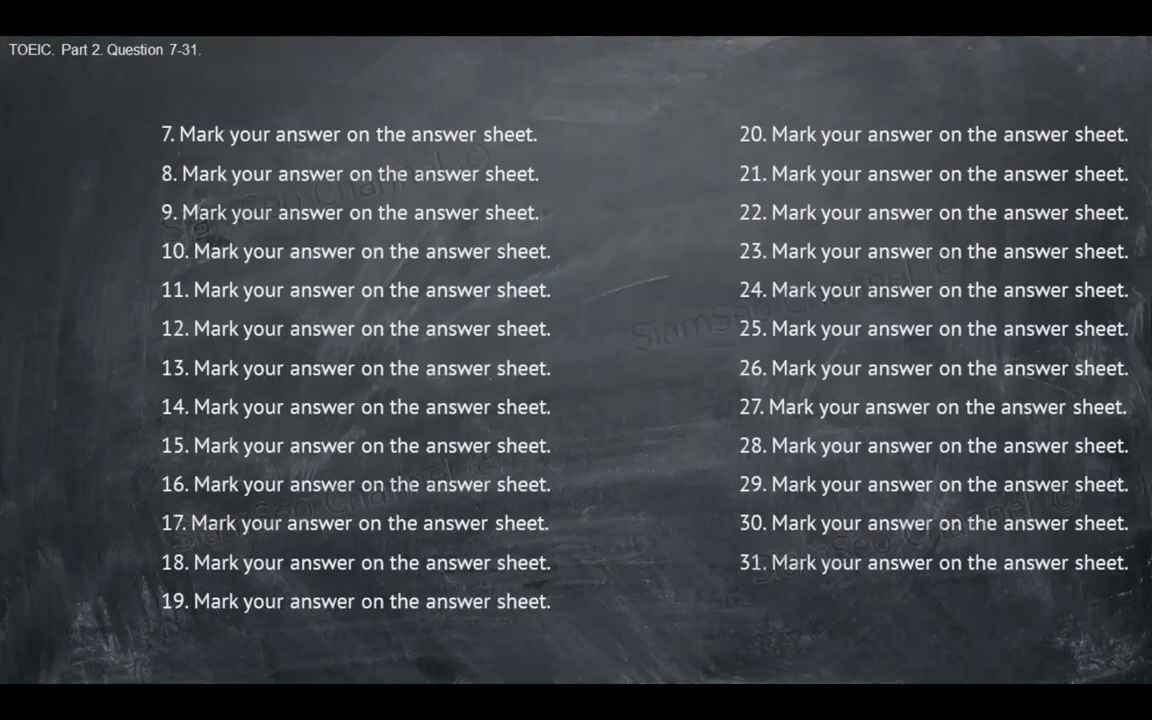 TOEIC. Part 2. Question 7-31.
7. Mark your answer on the answer sheet.
8. Mark your answer on the answer sheet.
9. Mark your answer on the answer sheet.
10. Mark your answer on the answer sheet.
11. Mark your answer on the answer sheet.
12. Mark your answer on the answer sheet.
13. Mark your answer on the answer sheet.
14. Mark your answer on the answer sheet.
15. Mark your answer on the answer sheet.
16. Mark your answer on the answer sheet.
17. Mark your answer on the answer sheet.
18. Mark your answer on the answer sheet.
19. Mark your answer on the answer sheet.
20. Mark your answer on the answer sheet.
21. Mark your answer on the answer sheet.
22. Mark your answer on the answer sheet.
23. Mark your answer on the answer sheet.
24. Mark your answer on the answer sheet.
25. Mark your answer on the answer sheet.
26. Mark your answer on the answer sheet.
27. Mark your answer on the answer sheet.
28. Mark your answer on the answer sheet.
29. Mark your answer on the answer sheet.
30. Mark your answer on the answer sheet.
31. Mark your answer on the answer sheet.